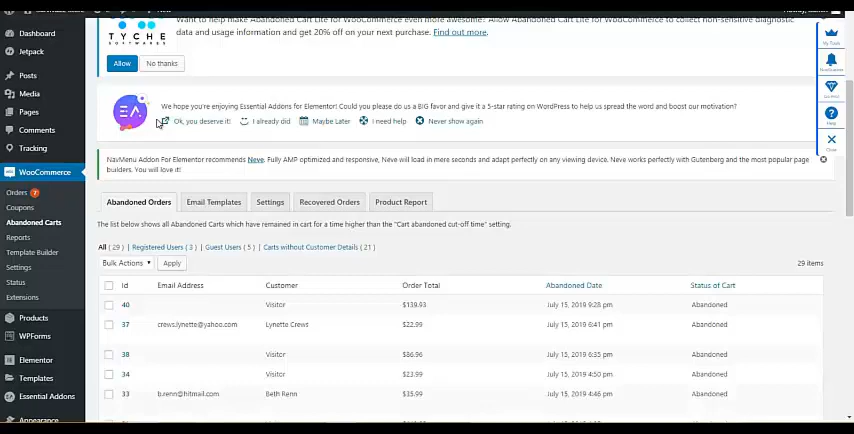 Want to help make Abandoned Cart Lite for WooCommerce even more awesome? Allow Abandoned Cart Lite for WooCommerce to collect non-sensitive diagnostic
data and usage information and get 20% off on your next purchase. Find out more.
TYCHE
SOFTWARES
Allow No thanks
My Tools
Notifications
Help
Close
Dashboard
Jetpack
Posts
Media
Pages
Comments
Tracking
WooCommerce
Orders 7
Coupons
Abandoned Carts
Reports
Template Builder
Settings
Status
Extensions
Products
WPForms
Elementor
Templates
Essential Addons
Appearance
EA
We hope you're enjoying Essential Addons for Elementor! Could you please do us a BIG favor and give it a 5-star rating on WordPress to help us spread the word and boost our motivation?
Ok, you deserve it! I already did Maybe Later I need help Never show again
NavMenu Addon For Elementor recommends Neve. Fully AMP optimized and responsive, Neve will load in mere seconds and adapt perfectly on any viewing device. Neve works perfectly with Gutenberg and the most popular page
builders. You will love it!
Abandoned Orders Email Templates Settings Recovered Orders Product Report
The list below shows all Abandoned Carts which have remained in cart for a time higher than the "Cart abandoned cut-off time" setting.
All ( 29 ) | Registered Users ( 3 ) | Guest Users ( 5 ) | Carts without Customer Details ( 21 )
Bulk Actions Apply 29 items
Id Email Address Customer Order Total Abandoned Date Status of Cart
40 Visitor $139.93 July 15, 2019 9:28 pm Abandoned
37 crews.lynette@yahoo.com Lynette Crews $22.99 July 15, 2019 6:41 pm Abandoned
38 Visitor $86.96 July 15, 2019 6:35 pm Abandoned
34 Visitor $23.99 July 15, 2019 4:50 pm Abandoned
33 b.renn@hitmail.com Beth Renn $35.99 July 15, 2019 4:46 pm Abandoned